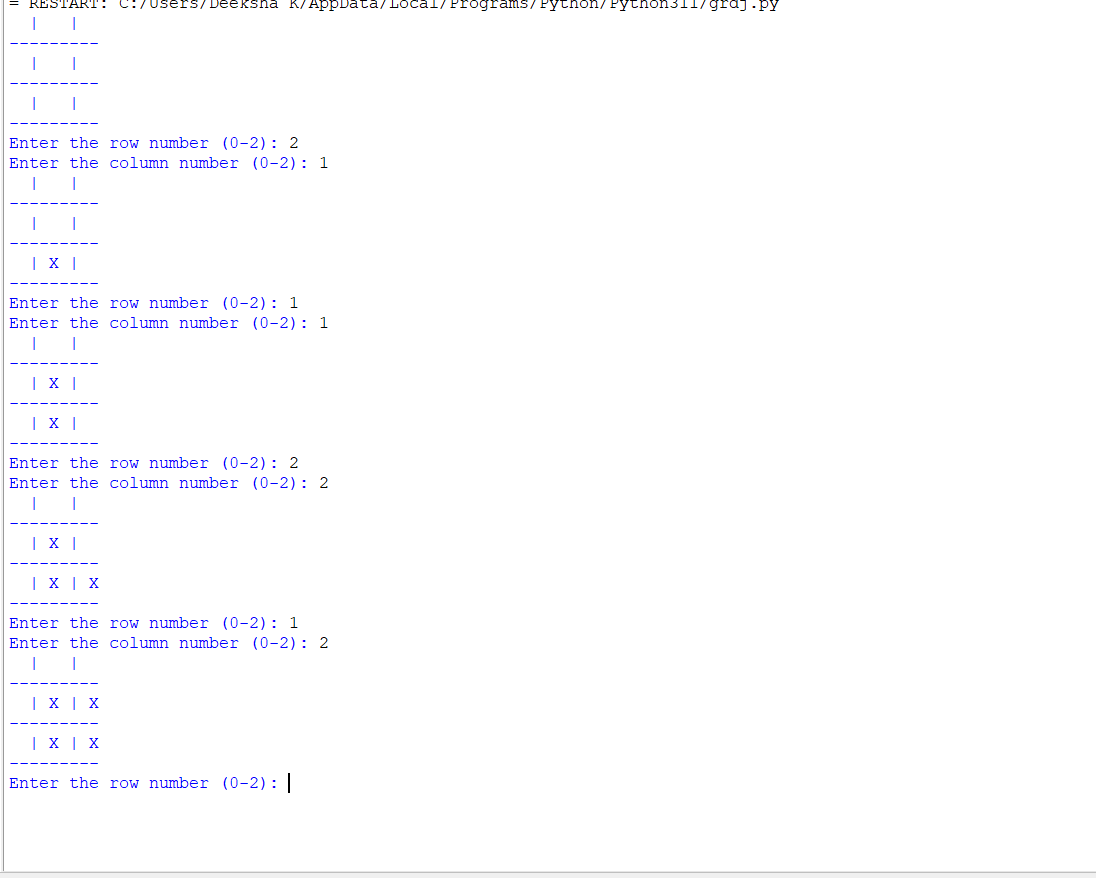 = RESTART: C:/Users/Deeksha K/AppData/Local/Programs/Python/Python311/grdj.py
  |   |
---------
  |   |
---------
  |   |
---------
Enter the row number (0-2): 2
Enter the column number (0-2): 1
  |   |
---------
  |   |
---------
  | X |
---------
Enter the row number (0-2): 1
Enter the column number (0-2): 1
  |   |
---------
  | X |
---------
  | X |
---------
Enter the row number (0-2): 2
Enter the column number (0-2): 2
  |   |
---------
  | X |
---------
  | X | X
---------
Enter the row number (0-2): 1
Enter the column number (0-2): 2
  |   |
---------
  | X | X
---------
  | X | X
---------
Enter the row number (0-2):